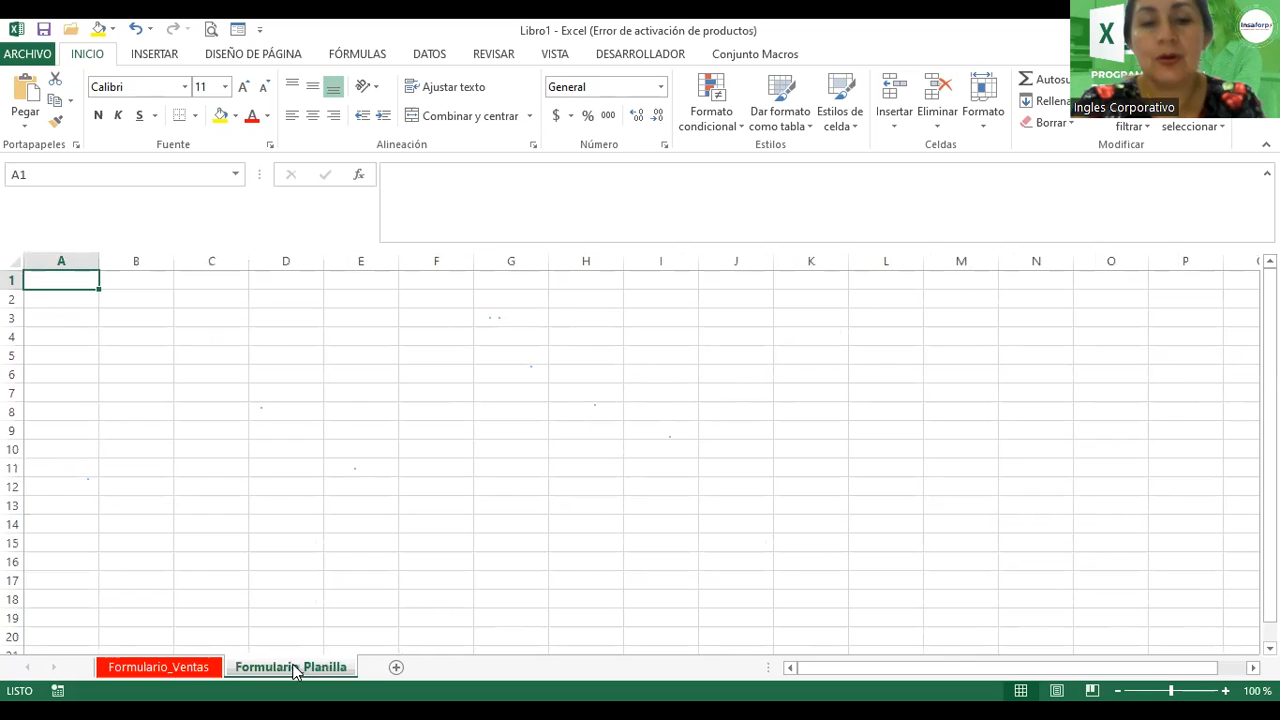 Libro1 - Excel (Error de activación de productos)
ARCHIVO INICIO INSERTAR DISEÑO DE PÁGINA FÓRMULAS DATOS REVISAR VISTA DESARROLLADOR Conjunto Macros
Pegar
Portapapeles
Calibri 11
N K S A
Fuente
Ajustar texto
Combinar y centrar
Alineación
General
$ % 000
Número
Formato condicional
Dar formato como tabla
Estilos de celda
Estilos
Insertar Eliminar Formato
Celdas
Autosu
Rellena
Borrar
filtrar seleccionar
Modificar
X
PROGRAM
Insaforp
Ingles Corporativo
A1 fx
A B C D E F G H I J K L M N O P
1
2
3
4
5
6
7
8
9
10
11
12
13
14
15
16
17
18
19
20
Formulario_Ventas Formulario_Planilla
LISTO 100 %